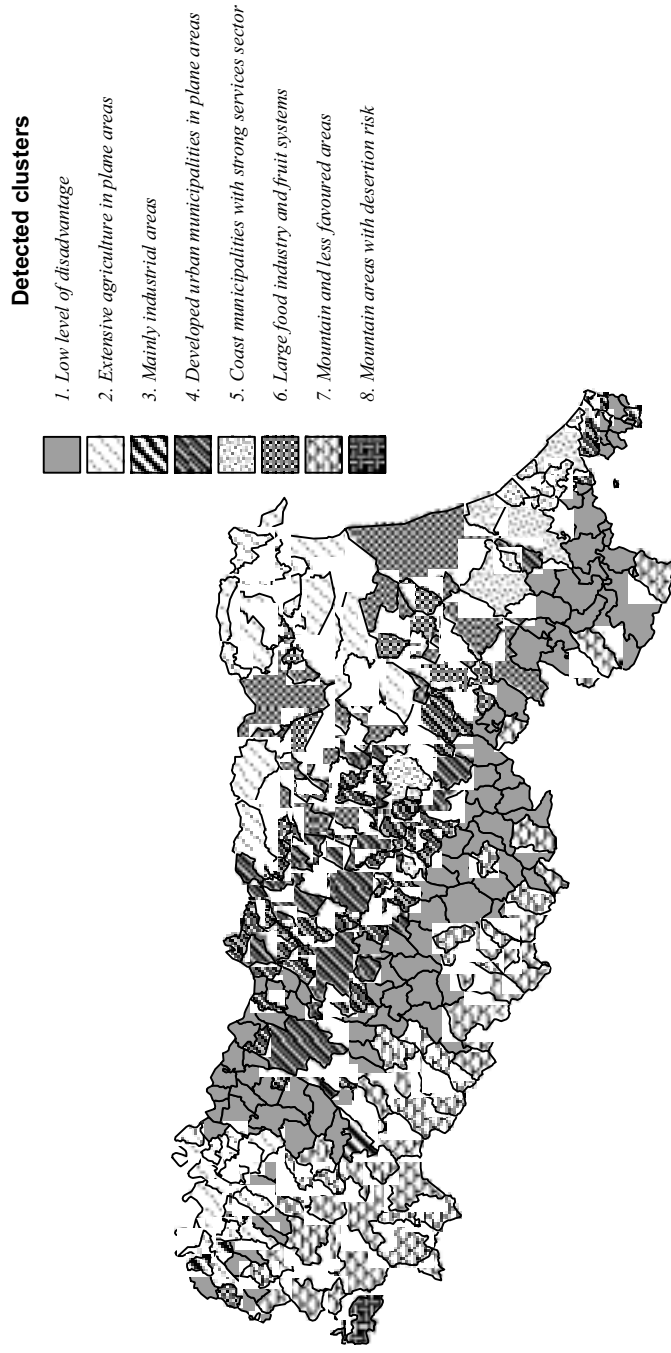 Detected clusters
1. Low level of disadvantage
2. Extensive agriculture in plane areas
3. Mainly industrial areas
4. Developed urban municipalities in plane areas
5. Coast municipalities with strong services sector
6. Large food industry and fruit systems
7. Mountain and less favoured areas
8. Mountain areas with desertion risk